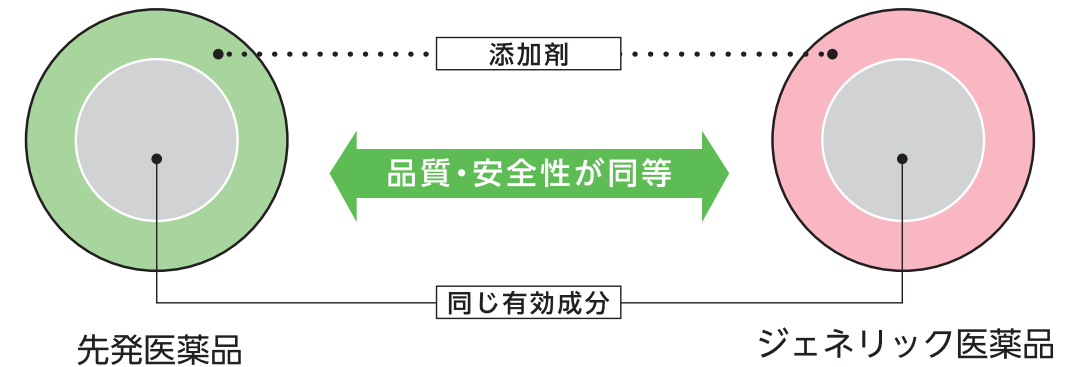 添加剤
品質・安全性が同等
同じ有効成分
先発医薬品
ジェネリック医薬品